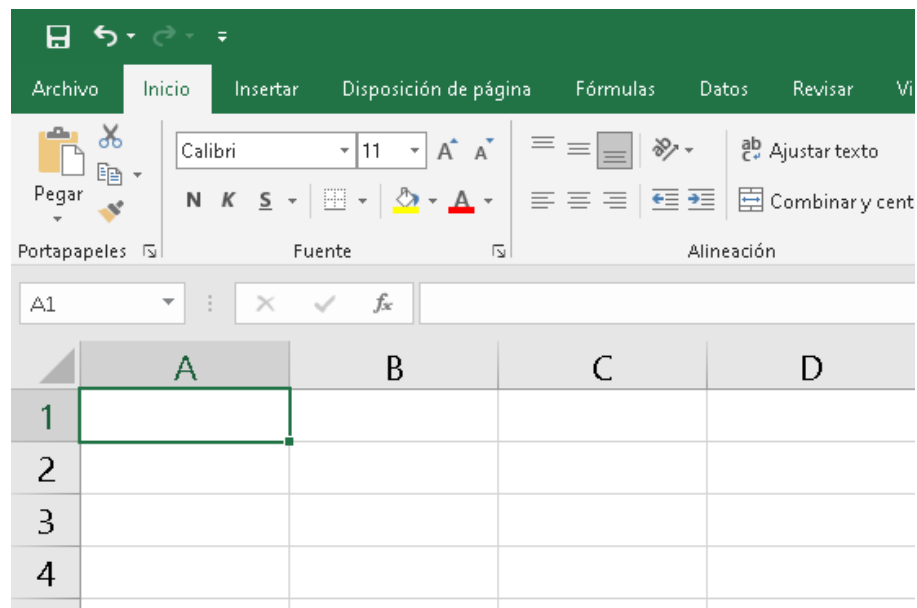 Archivo Inicio Insertar Disposición de página Fórmulas Datos Revisar Vi
Calibri 11 A A ab Ajustar texto
Pegar N K S A Combinar y cent
Portapapeles Fuente Alineación
A1 fx
A B C D
1
2
3
4